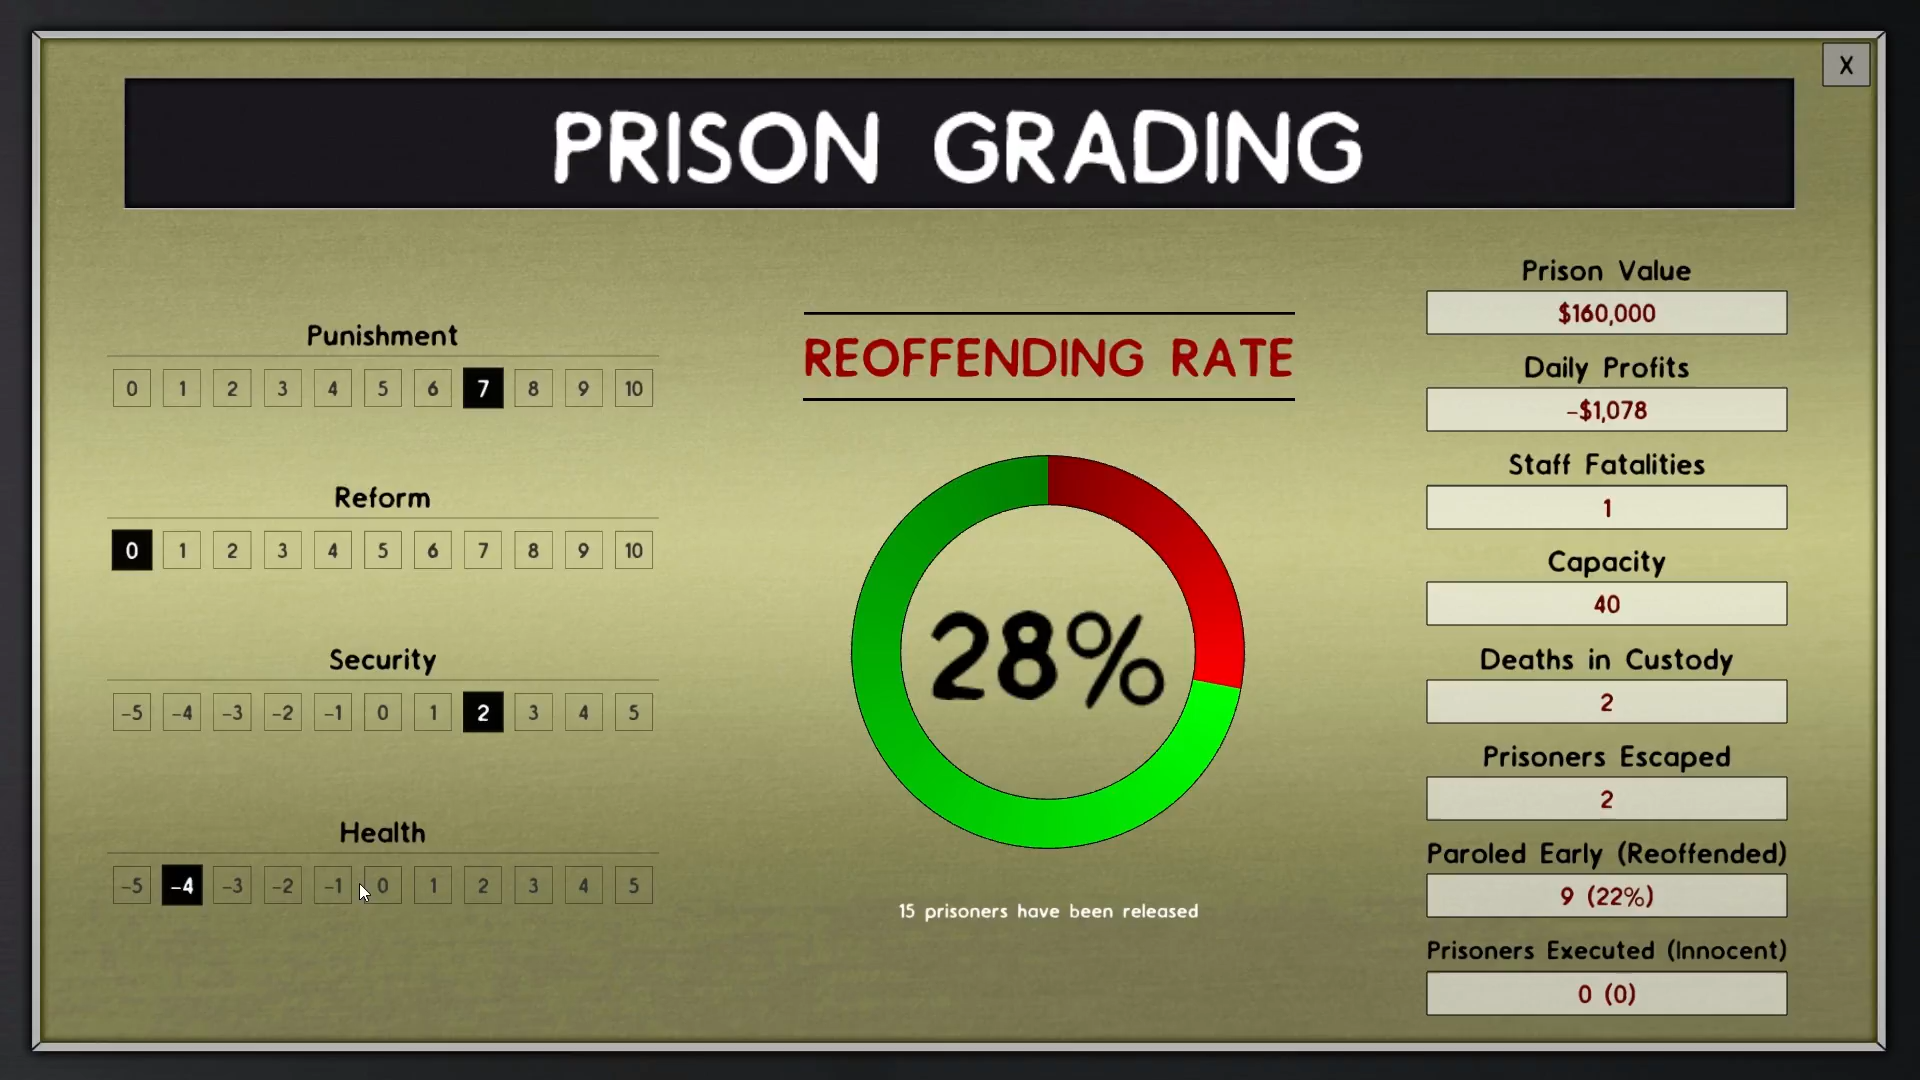 X
PRISON GRADING
Punishment
0 1 2 3 4 5 6 7 8 9 10
Reform
0 1 2 3 4 5 6 7 8 9 10
Security
–5 –4 –3 –2 –1 0 1 2 3 4 5
Health
–5 –4 –3 –2 –1 0 1 2 3 4 5
REOFFENDING RATE
28%
15 prisoners have been released
Prison Value
$160,000
Daily Profits
–$1,078
Staff Fatalities
1
Capacity
40
Deaths in Custody
2
Prisoners Escaped
2
Paroled Early (Reoffended)
9 (22%)
Prisoners Executed (Innocent)
0 (0)